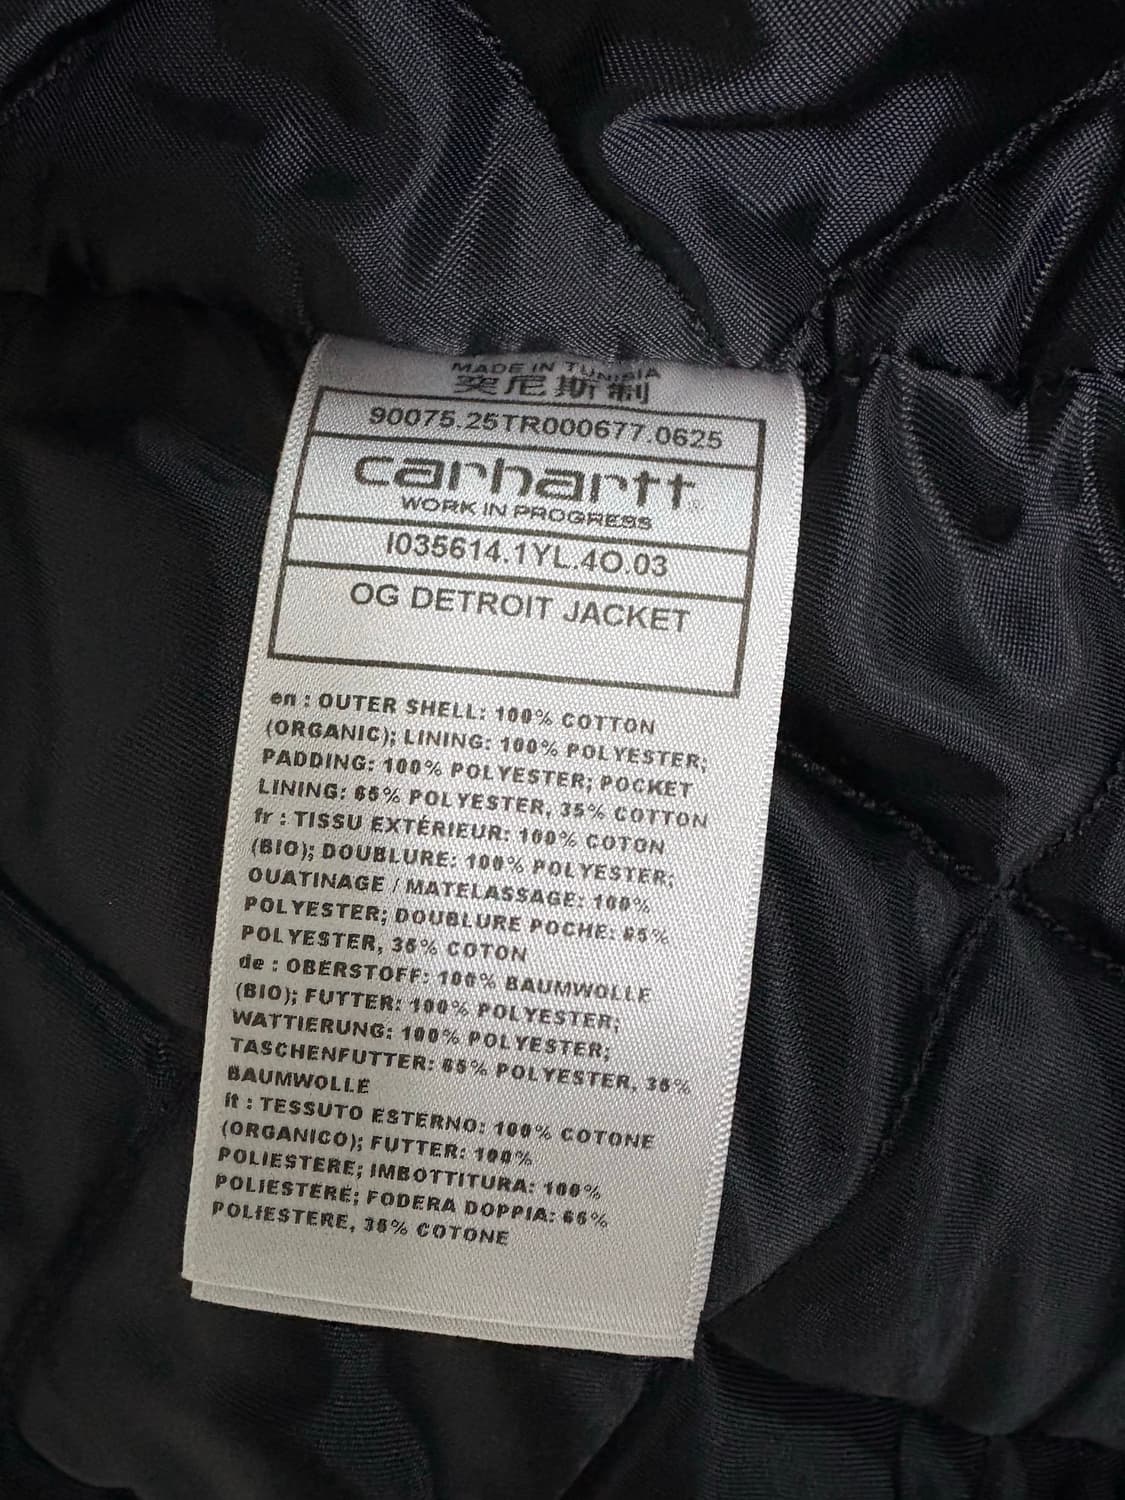 MADE IN TUNISIA
突尼斯制
90075.25TR000677.0625
carhartt®
WORK IN PROGRESS
I035614.1YL.4O.03
OG DETROIT JACKET
en : OUTER SHELL: 100% COTTON
(ORGANIC); LINING: 100% POLYESTER;
PADDING: 100% POLYESTER; POCKET
LINING: 65% POLYESTER, 35% COTTON
fr : TISSU EXTÉRIEUR: 100% COTON
(BIO); DOUBLURE: 100% POLYESTER;
OUATINAGE / MATELASSAGE: 100%
POLYESTER; DOUBLURE POCHE: 65%
POLYESTER, 35% COTON
de : OBERSTOFF: 100% BAUMWOLLE
(BIO); FUTTER: 100% POLYESTER;
WATTIERUNG: 100% POLYESTER;
TASCHENFUTTER: 65% POLYESTER, 35%
BAUMWOLLE
it : TESSUTO ESTERNO: 100% COTONE
(ORGANICO); FUTTER: 100%
POLIESTERE; IMBOTTITURA: 100%
POLIESTERE; FODERA DOPPIA: 65%
POLIESTERE, 35% COTONE